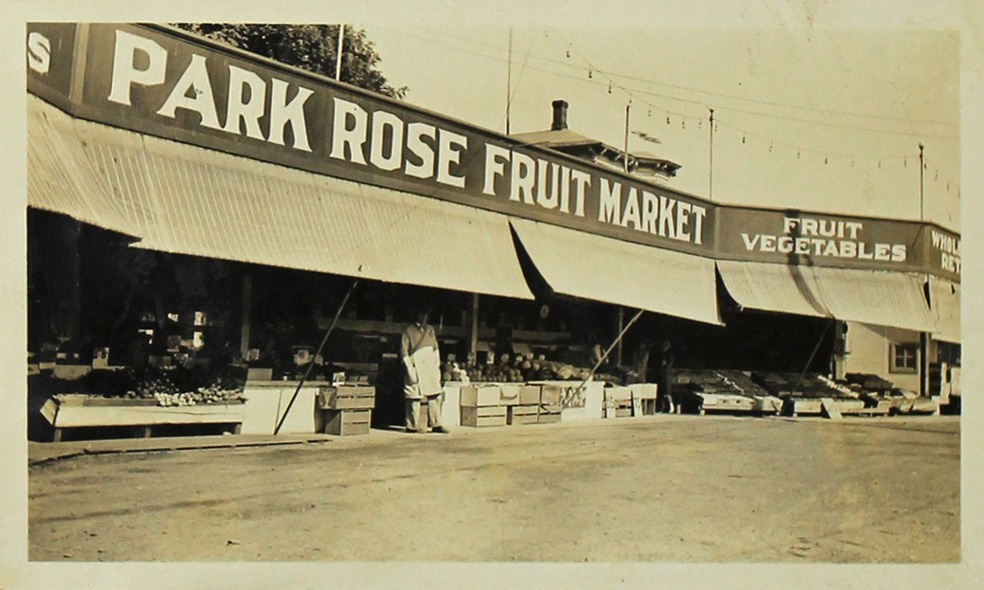 S
PARK ROSE FRUIT MARKET
FRUIT
VEGETABLES